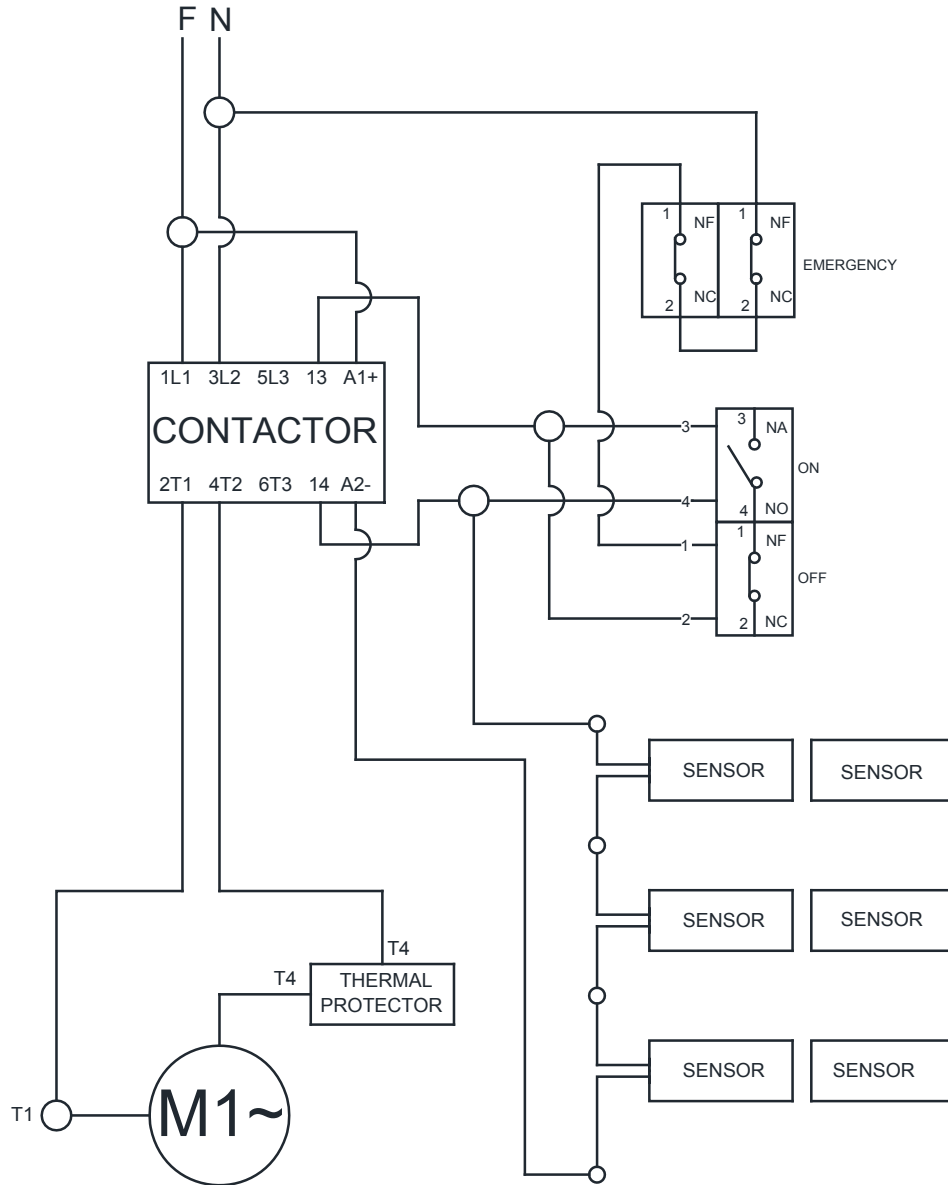 F N
1 NF 1 NF
EMERGENCY
2 NC 2 NC
1L1 3L2 5L3 13 A1+
CONTACTOR
2T1 4T2 6T3 14 A2-
3
3 NA
ON
4
4 NO
1
1 NF
OFF
2
2 NC
SENSOR SENSOR
SENSOR SENSOR
T4
T4
THERMAL
PROTECTOR
SENSOR SENSOR
M1~
T1